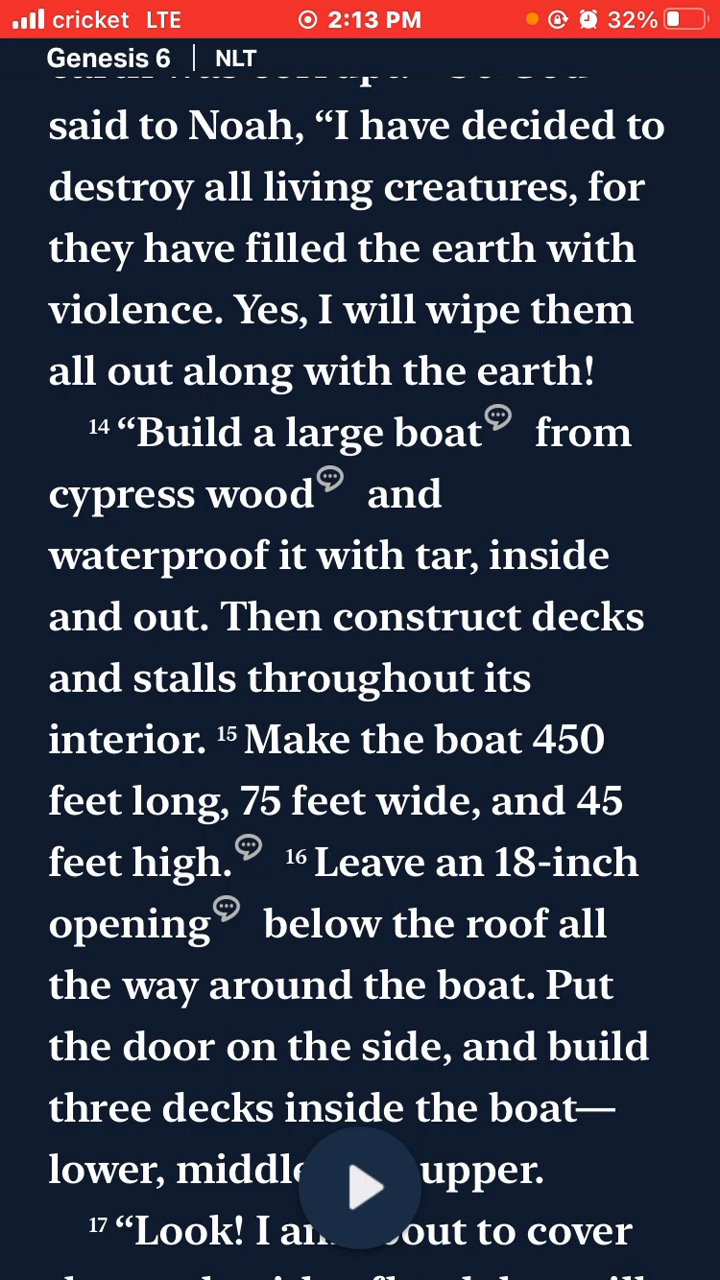 cricket LTE 2:13 PM 32%
Genesis 6 | NLT
said to Noah, “I have decided to
destroy all living creatures, for
they have filled the earth with
violence. Yes, I will wipe them
all out along with the earth!
14 “Build a large boat from
cypress wood and
waterproof it with tar, inside
and out. Then construct decks
and stalls throughout its
interior. 15 Make the boat 450
feet long, 75 feet wide, and 45
feet high. 16 Leave an 18-inch
opening below the roof all
the way around the boat. Put
the door on the side, and build
three decks inside the boat—
lower, middle upper.
17 “Look! I am about to cover